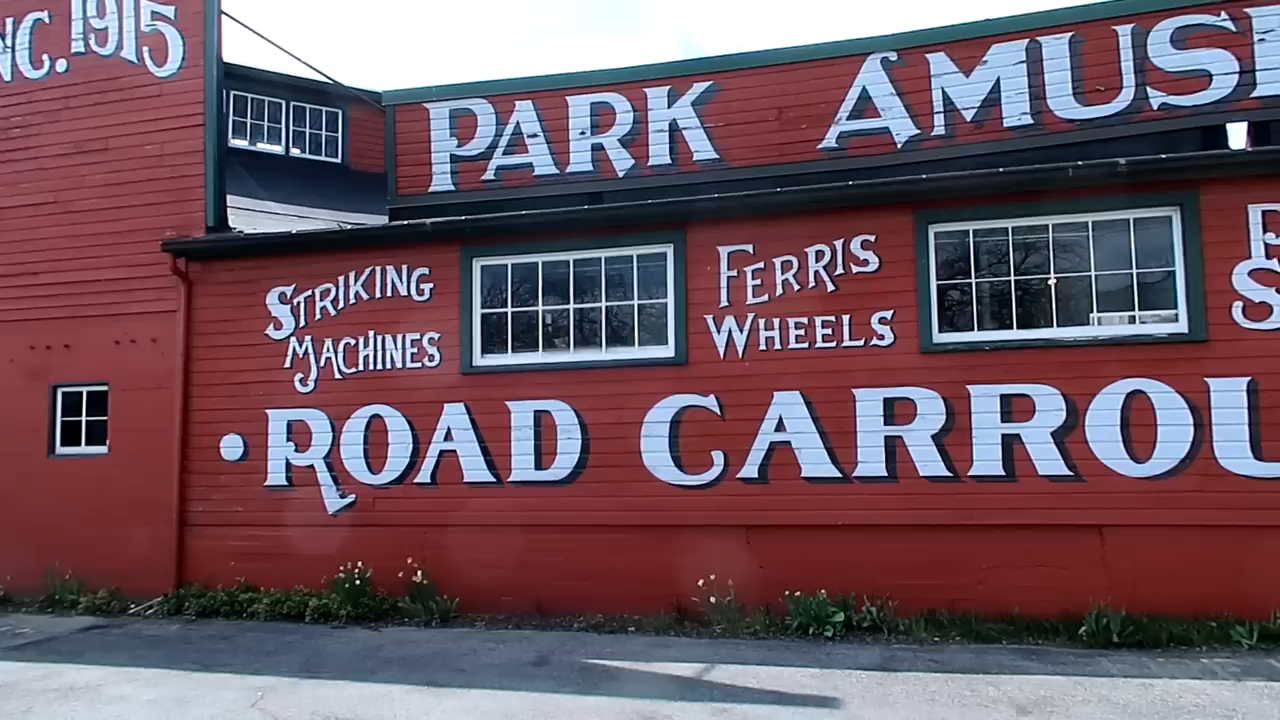 NC. 1915
PARK AMUSE
STRIKING
MACHINES
FERRIS
WHEELS
• ROAD CARROU